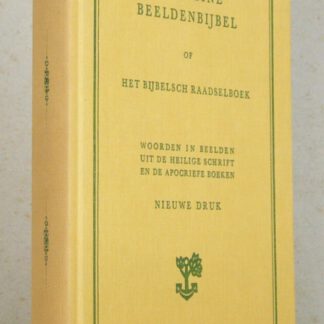 BEELDENBIJBEL
OF
HET BIJBELSCH RAADSELBOEK
WOORDEN IN BEELDEN
UIT DE HEILIGE SCHRIFT
EN DE APOCRIEFE BOEKEN
NIEUWE DRUK